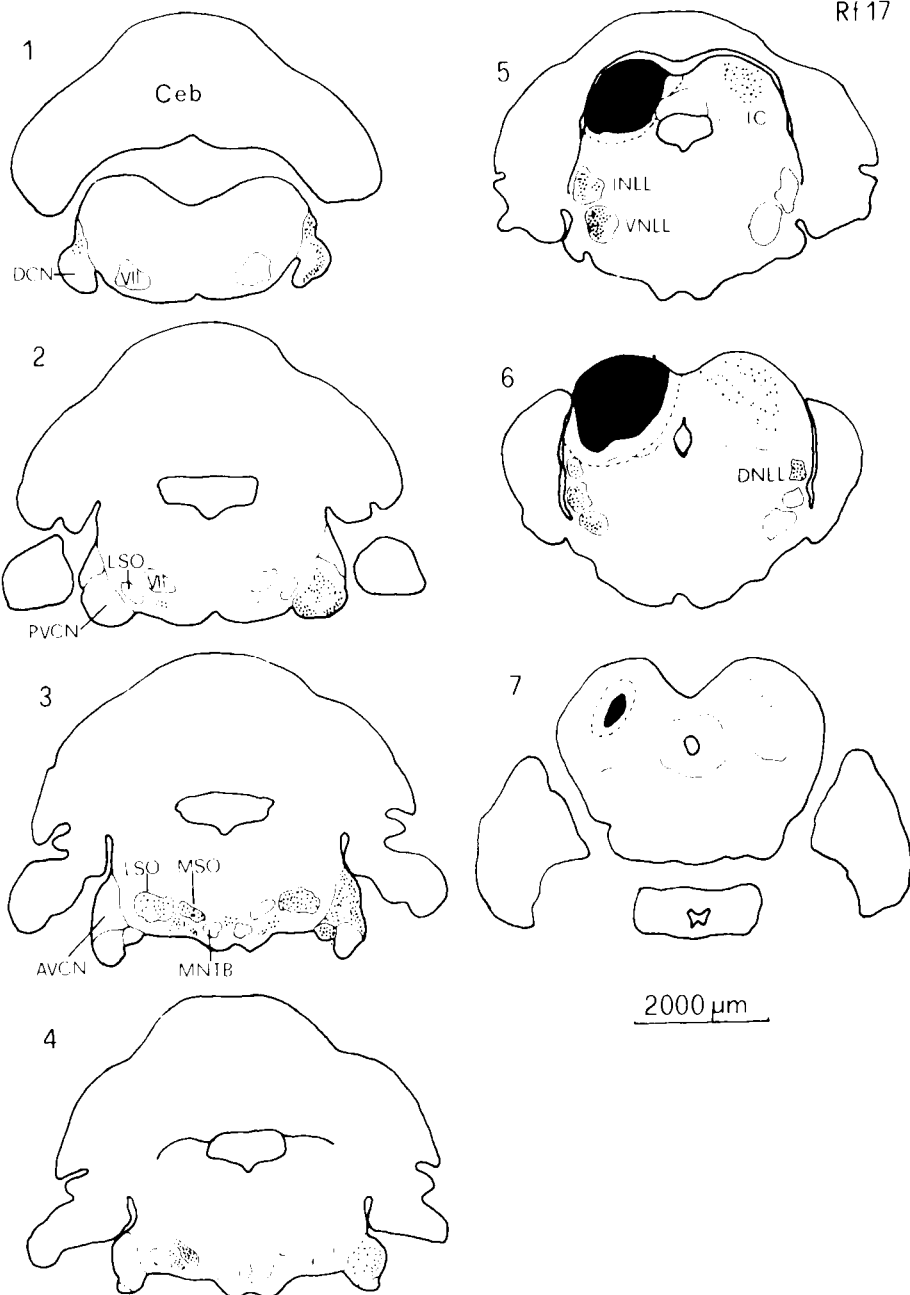 Rf 17
1
Ceb
DCN
VII
2
LSO
VII
PVCN
3
LSO MSO
AVCN
MNTB
4
5
IC
INLL
VNLL
6
DNLL
7
2000 µm